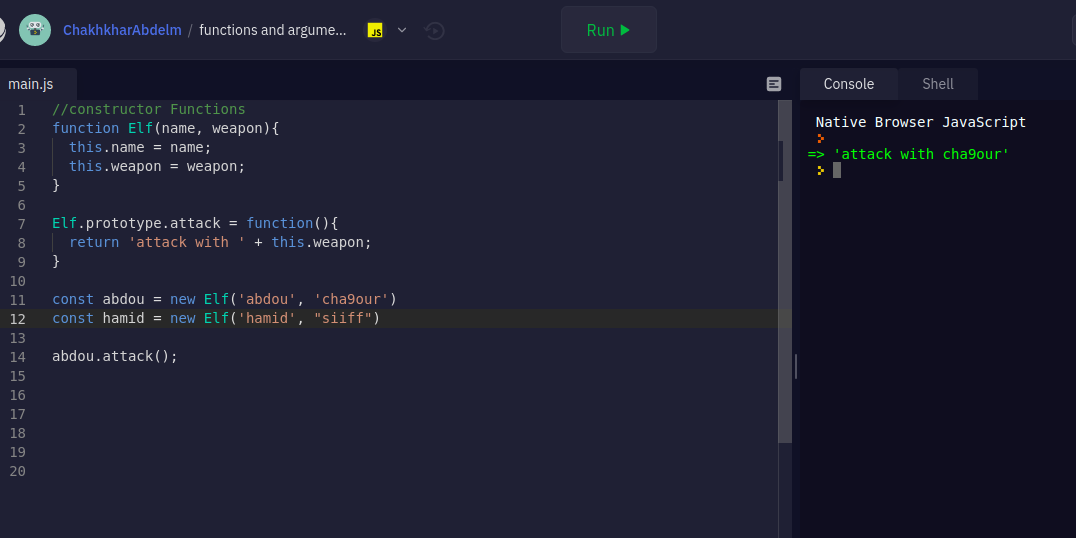 ChakhkharAbdelm / functions and argume... JS Run
main.js
Console Shell
1 //constructor Functions
2 function Elf(name, weapon){
3 this.name = name;
4 this.weapon = weapon;
5 }
6
7 Elf.prototype.attack = function(){
8 return 'attack with ' + this.weapon;
9 }
10
11 const abdou = new Elf('abdou', 'cha9our')
12 const hamid = new Elf('hamid', "siiff")
13
14 abdou.attack();
15
16
17
18
19
20
Native Browser JavaScript
=> 'attack with cha9our'